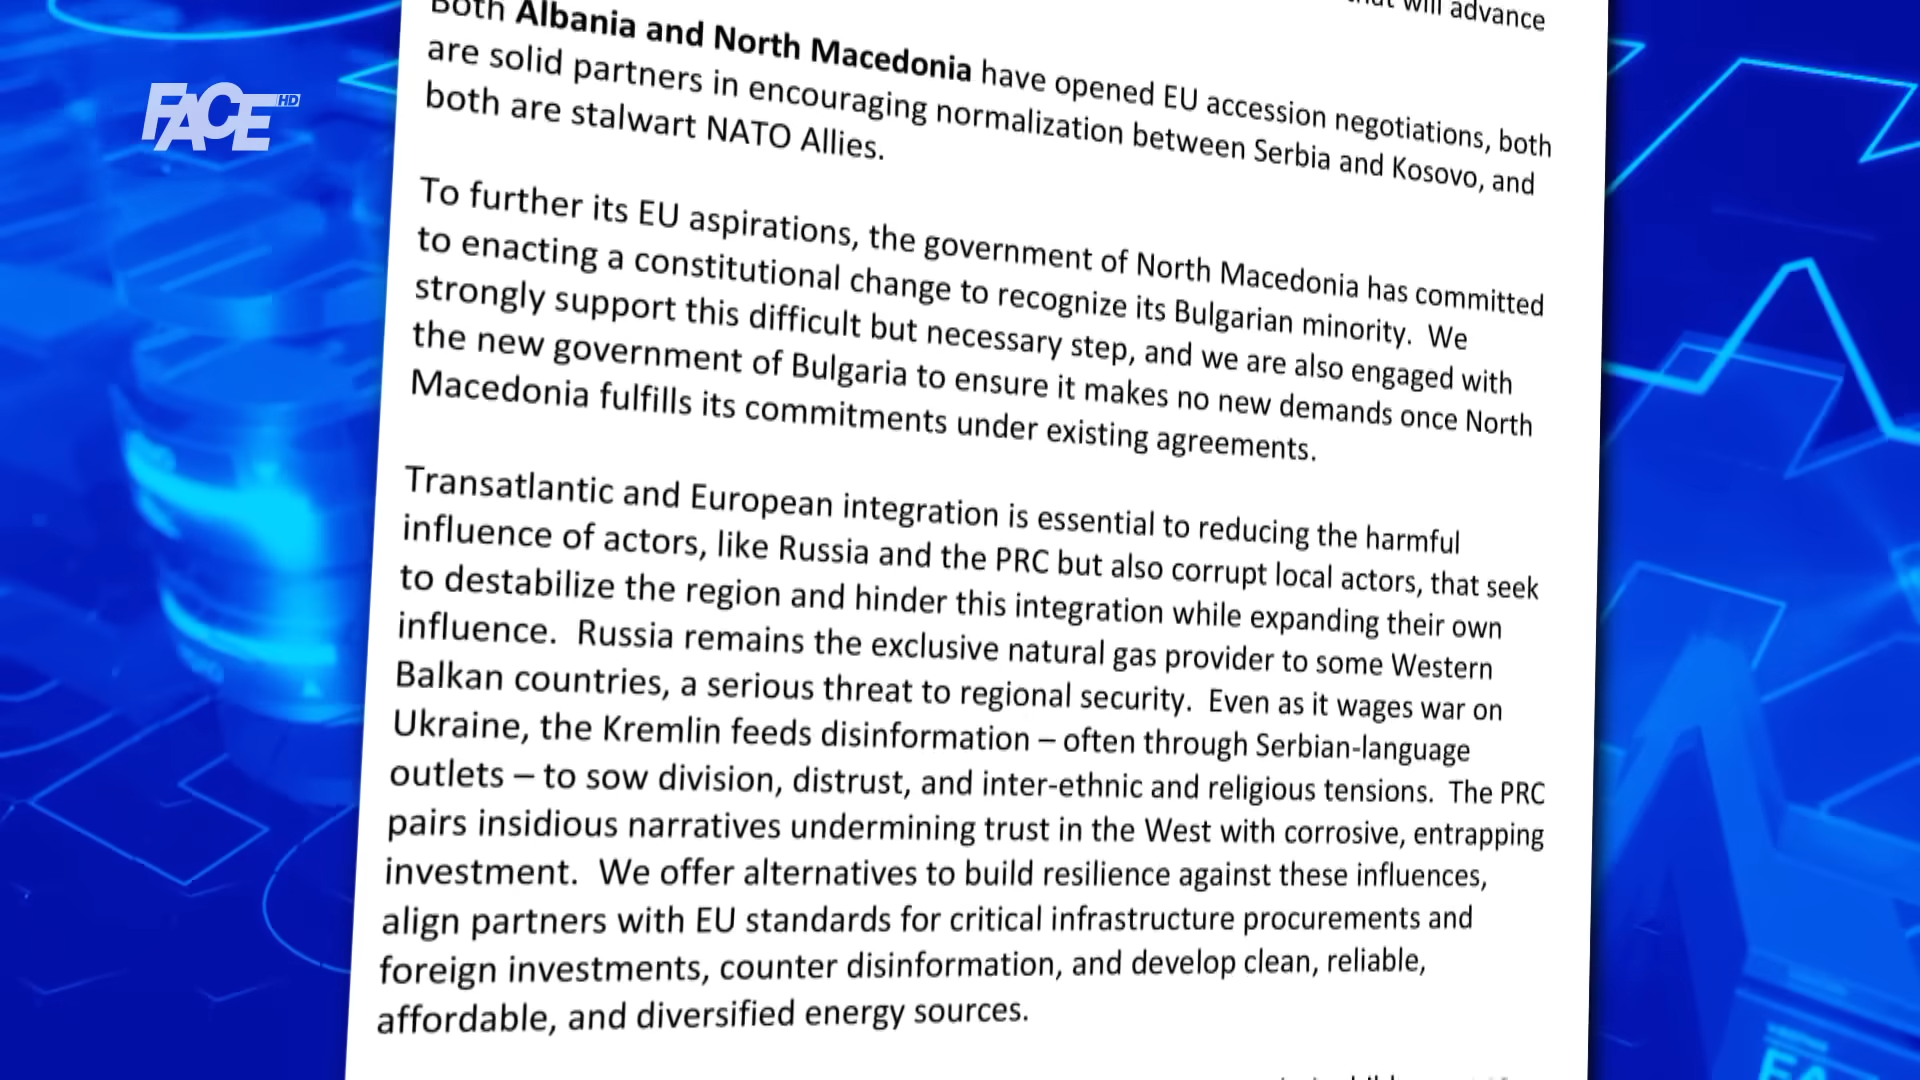 will advance
Both Albania and North Macedonia have opened EU accession negotiations, both
are solid partners in encouraging normalization between Serbia and Kosovo, and
both are stalwart NATO Allies.
FACE HD
To further its EU aspirations, the government of North Macedonia has committed
to enacting a constitutional change to recognize its Bulgarian minority. We
strongly support this difficult but necessary step, and we are also engaged with
the new government of Bulgaria to ensure it makes no new demands once North
Macedonia fulfills its commitments under existing agreements.
Transatlantic and European integration is essential to reducing the harmful
influence of actors, like Russia and the PRC but also corrupt local actors, that seek
to destabilize the region and hinder this integration while expanding their own
influence. Russia remains the exclusive natural gas provider to some Western
Balkan countries, a serious threat to regional security. Even as it wages war on
Ukraine, the Kremlin feeds disinformation – often through Serbian-language
outlets – to sow division, distrust, and inter-ethnic and religious tensions. The PRC
pairs insidious narratives undermining trust in the West with corrosive, entrapping
investment. We offer alternatives to build resilience against these influences,
align partners with EU standards for critical infrastructure procurements and
foreign investments, counter disinformation, and develop clean, reliable,
affordable, and diversified energy sources.